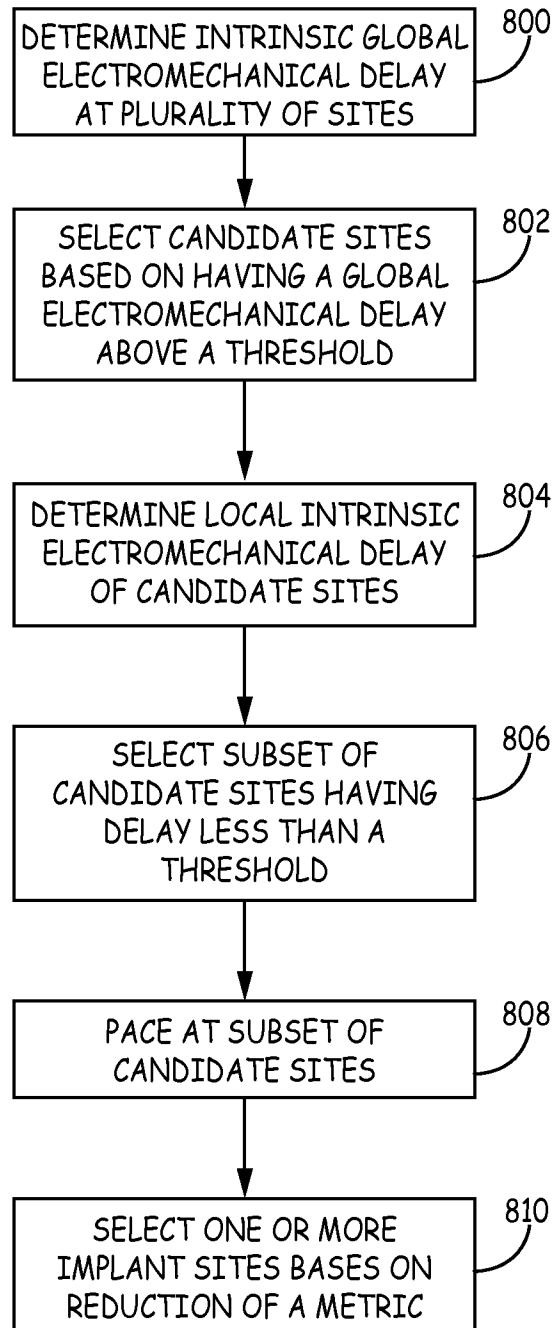 DETERMINE INTRINSIC GLOBAL
ELECTROMECHANICAL DELAY
AT PLURALITY OF SITES
800
SELECT CANDIDATE SITES
BASED ON HAVING A GLOBAL
ELECTROMECHANICAL DELAY
ABOVE A THRESHOLD
802
DETERMINE LOCAL INTRINSIC
ELECTROMECHANICAL DELAY
OF CANDIDATE SITES
804
SELECT SUBSET OF
CANDIDATE SITES HAVING
DELAY LESS THAN A
THRESHOLD
806
PACE AT SUBSET OF
CANDIDATE SITES
808
SELECT ONE OR MORE
IMPLANT SITES BASES ON
REDUCTION OF A METRIC
810